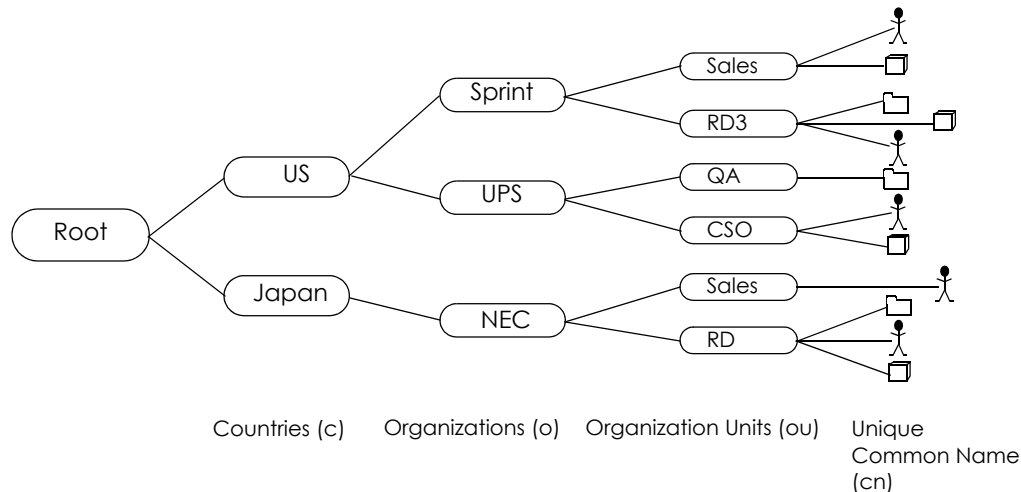 Root
US
Japan
Sprint
UPS
NEC
Sales
RD3
QA
CSO
Sales
RD
Countries (c)
Organizations (o)
Organization Units (ou)
Unique
Common Name
(cn)